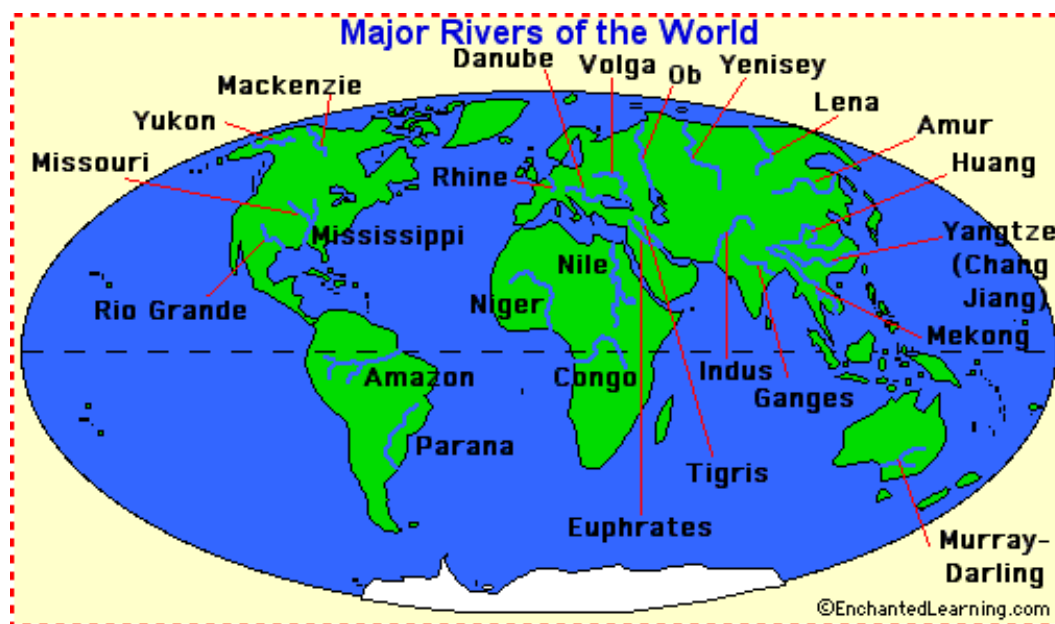 Major Rivers of the World
Danube
Volga
Ob
Yenisey
Mackenzie
Lena
Yukon
Amur
Missouri
Huang
Rhine
Mississippi
Yangtze
(Chang
Jiang)
Nile
Niger
Rio Grande
Mekong
Amazon
Congo
Indus
Ganges
Parana
Tigris
Euphrates
Murray-
Darling
©EnchantedLearning.com